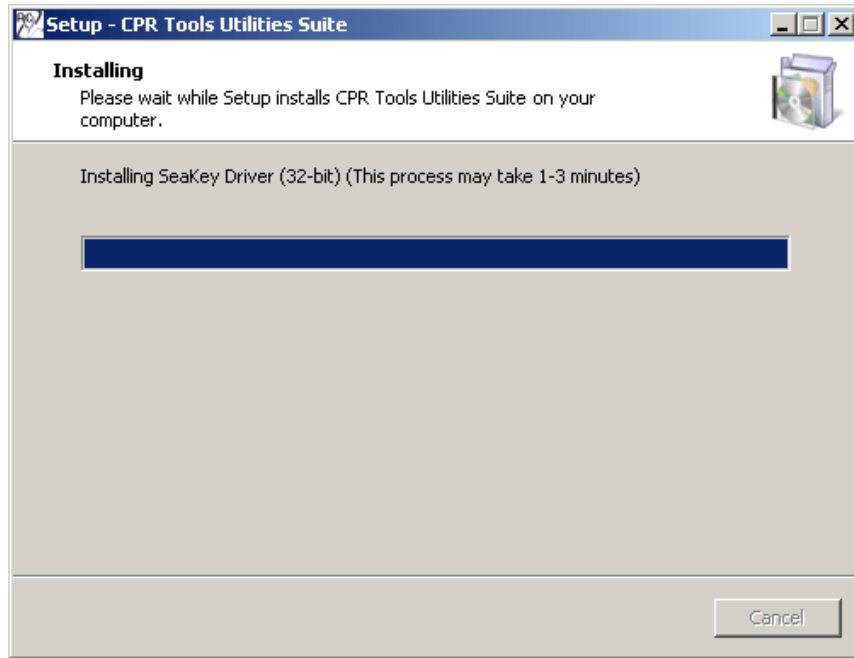 Setup - CPR Tools Utilities Suite
Installing
Please wait while Setup installs CPR Tools Utilities Suite on your
computer.
Installing SeaKey Driver (32-bit) (This process may take 1-3 minutes)
Cancel